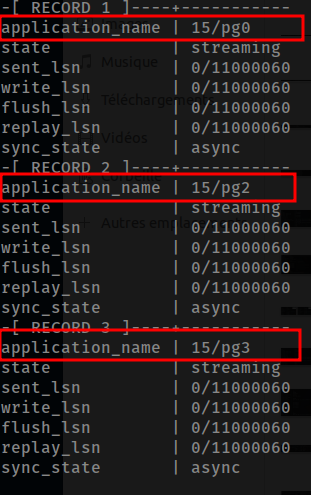 -[ RECORD 1 ]----+-----------
application_name | 15/pg0
state | streaming
sent_lsn | 0/11000060
Musique
write_lsn | 0/11000060
flush_lsn | 0/11000060
Téléchargements
replay_lsn | 0/11000060
Vidéos
sync_state | async
-[ RECORD 2 ]----+-----------
application_name | 15/pg2
state | streaming
+ Autres empla
sent_lsn | 0/11000060
write_lsn | 0/11000060
flush_lsn | 0/11000060
replay_lsn | 0/11000060
sync_state | async
-[ RECORD 3 ]----+-----------
application_name | 15/pg3
state | streaming
sent_lsn | 0/11000060
write_lsn | 0/11000060
flush_lsn | 0/11000060
replay_lsn | 0/11000060
sync_state | async